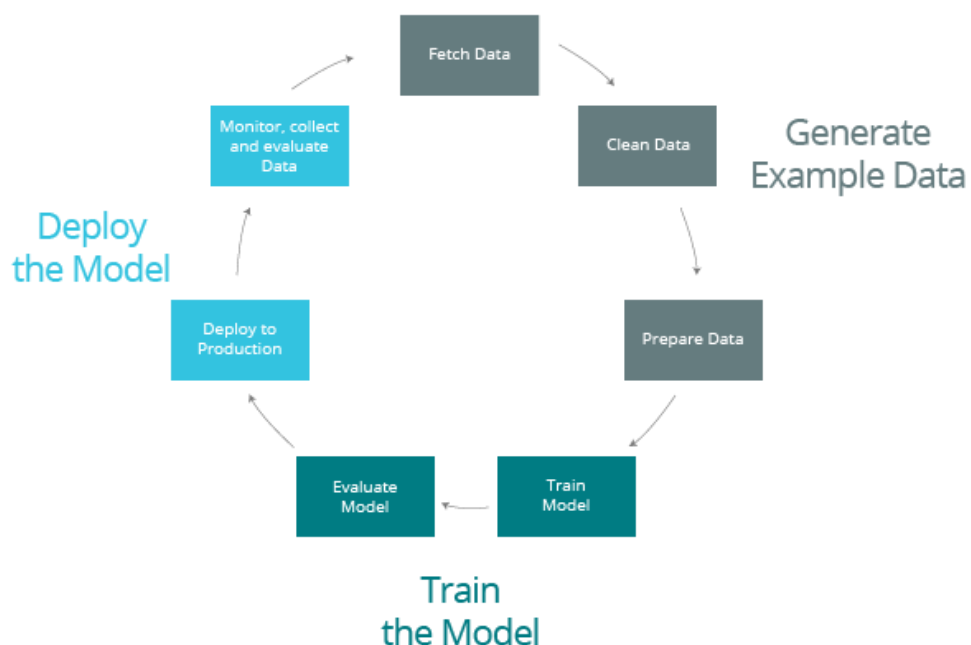 Fetch Data
Clean Data
Generate
Example Data
Prepare Data
Train
Model
Evaluate
Model
Train
the Model
Deploy to
Production
Deploy
the Model
Monitor, collect
and evaluate
Data